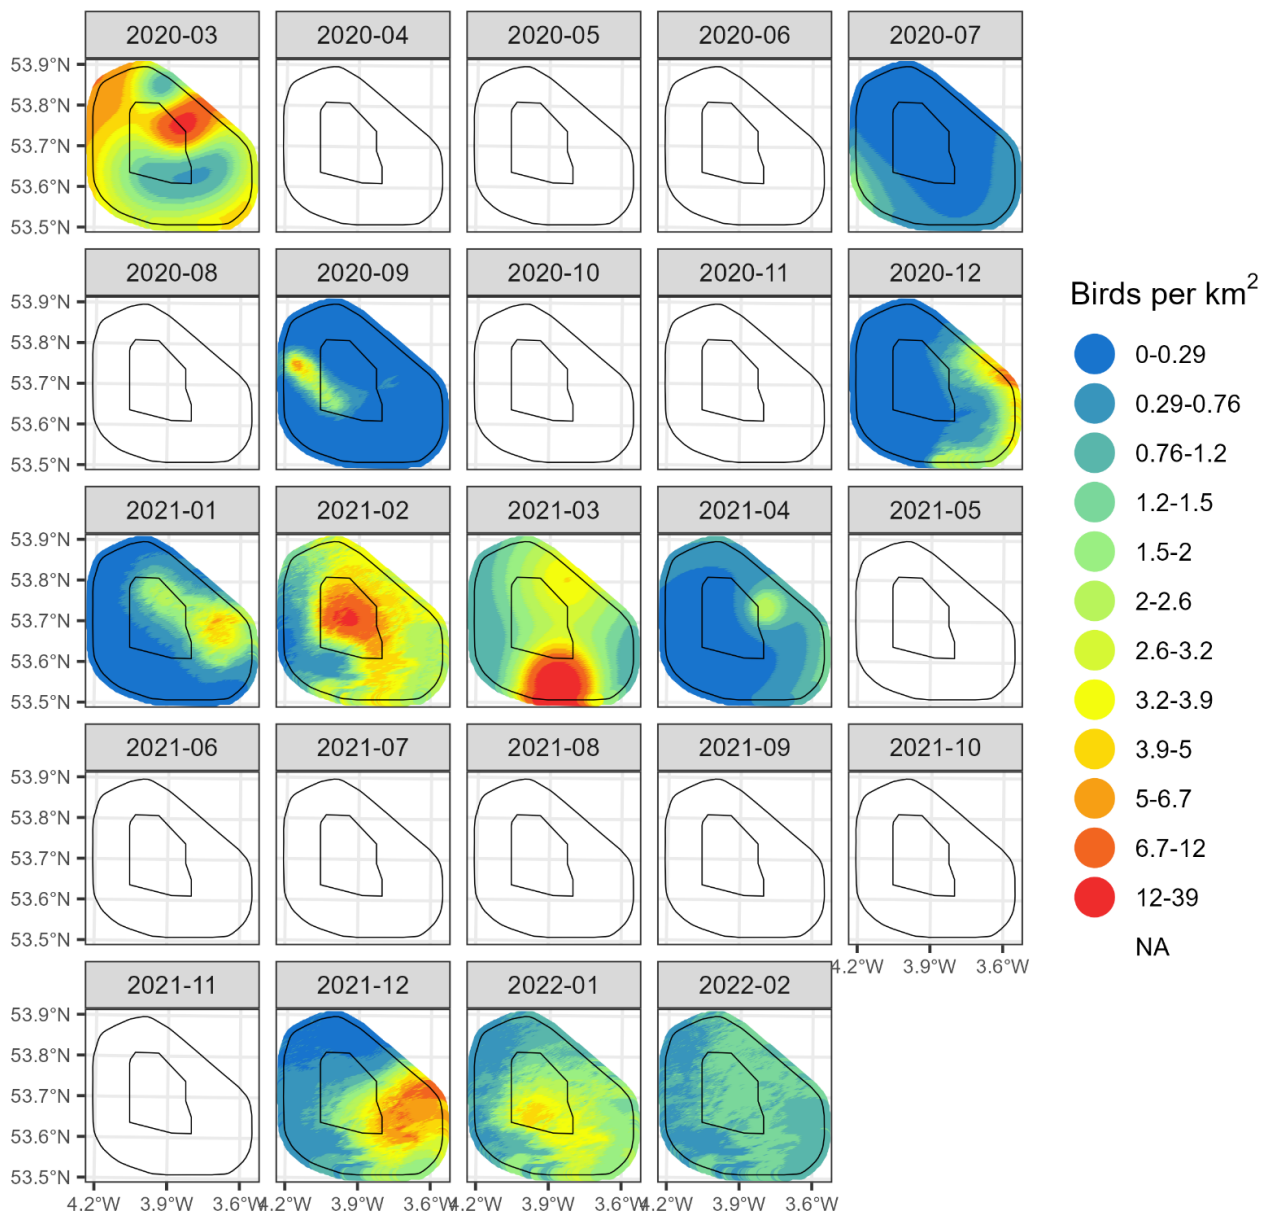 2020-03 2020-04 2020-05 2020-06 2020-07
53.9°N
53.8°N
53.7°N
53.6°N
53.5°N
2020-08 2020-09 2020-10 2020-11 2020-12
53.9°N
53.8°N
53.7°N
53.6°N
53.5°N
2021-01 2021-02 2021-03 2021-04 2021-05
53.9°N
53.8°N
53.7°N
53.6°N
53.5°N
2021-06 2021-07 2021-08 2021-09 2021-10
53.9°N
53.8°N
53.7°N
53.6°N
53.5°N
4.2°W 3.9°W 3.6°W
2021-11 2021-12 2022-01 2022-02
53.9°N
53.8°N
53.7°N
53.6°N
53.5°N
4.2°W 3.9°W 3.6°W 4.2°W 3.9°W 3.6°W 4.2°W 3.9°W 3.6°W 4.2°W 3.9°W 3.6°W
Birds per km²
0-0.29
0.29-0.76
0.76-1.2
1.2-1.5
1.5-2
2-2.6
2.6-3.2
3.2-3.9
3.9-5
5-6.7
6.7-12
12-39
NA